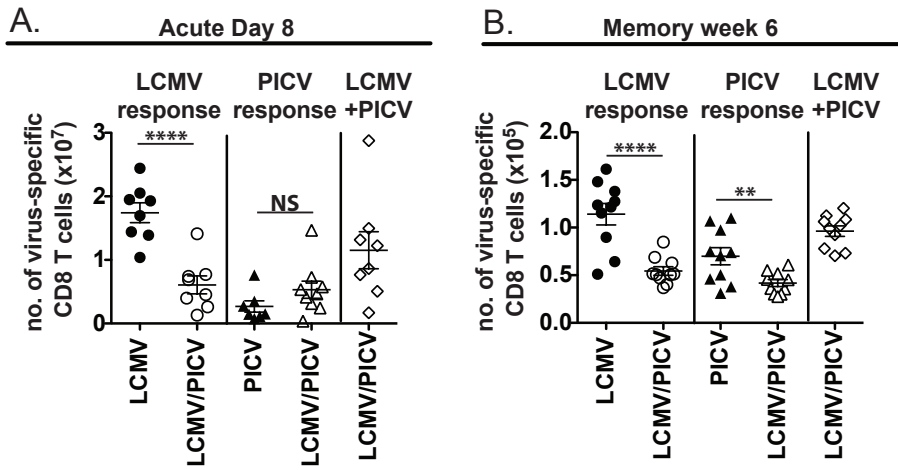 A.
Acute Day 8
LCMV response
PICV response
LCMV +PICV
no. of virus-specific
CD8 T cells (x10⁷)
3
2
1
0
****
NS
LCMV
LCMV/PICV
PICV
LCMV/PICV
LCMV/PICV
B.
Memory week 6
LCMV response
PICV response
LCMV +PICV
no. of virus-specific
CD8 T cells (x10⁵)
2.0
1.5
1.0
0.5
0.0
****
**
LCMV
LCMV/PICV
PICV
LCMV/PICV
LCMV/PICV